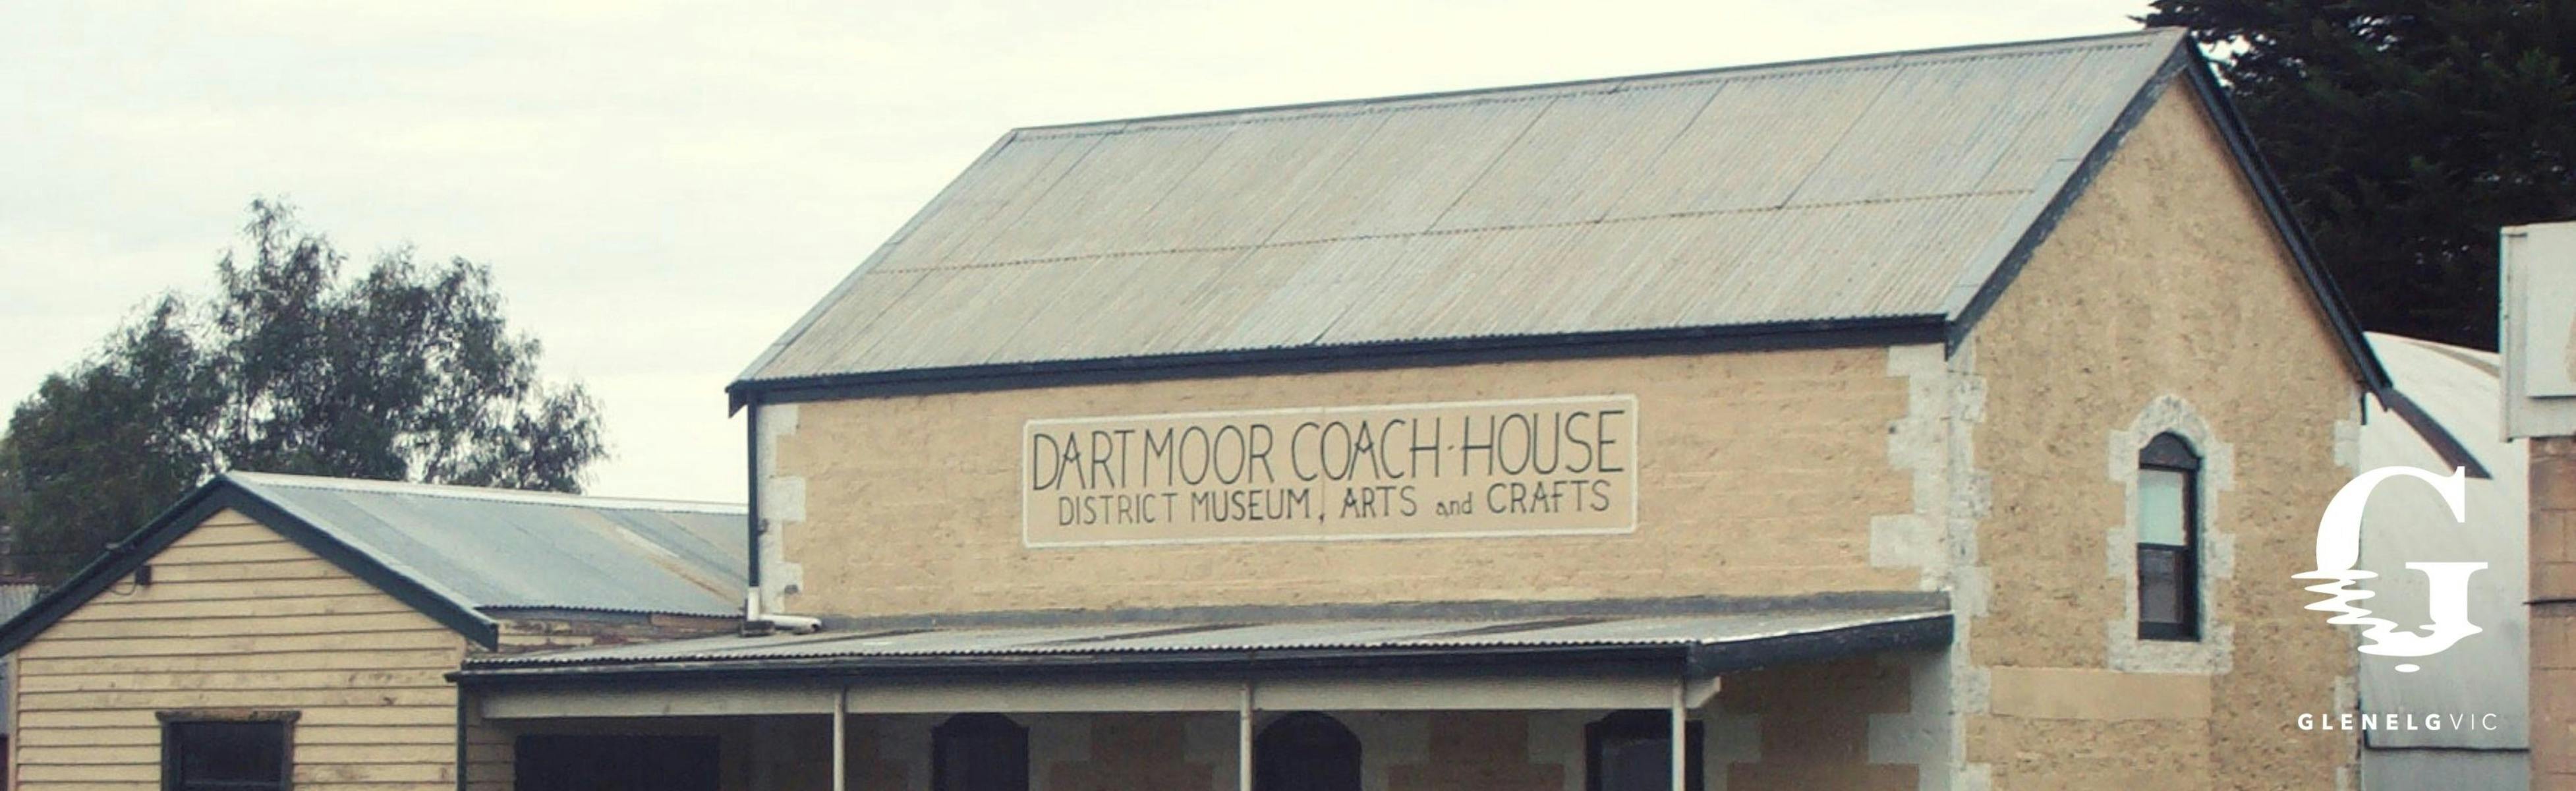 DARTMOOR COACH-HOUSE
DISTRICT MUSEUM, ARTS and CRAFTS
G
GLENELGVIC